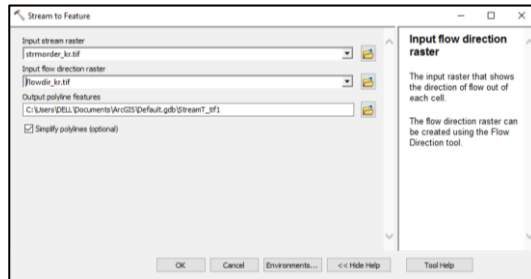 Stream to Feature
Input stream raster
strmorder_kr.tif
Input flow direction raster
flowdir_kr.tif
Output polyline features
C:\Users\DELL\Documents\ArcGIS\Default.gdb\StreamT_tif1
Simplify polylines (optional)
Input flow direction
raster
The input raster that shows
the direction of flow out of
each cell.
The flow direction raster
can be created using the Flow
Direction tool.
OK Cancel Environments... << Hide Help Tool Help